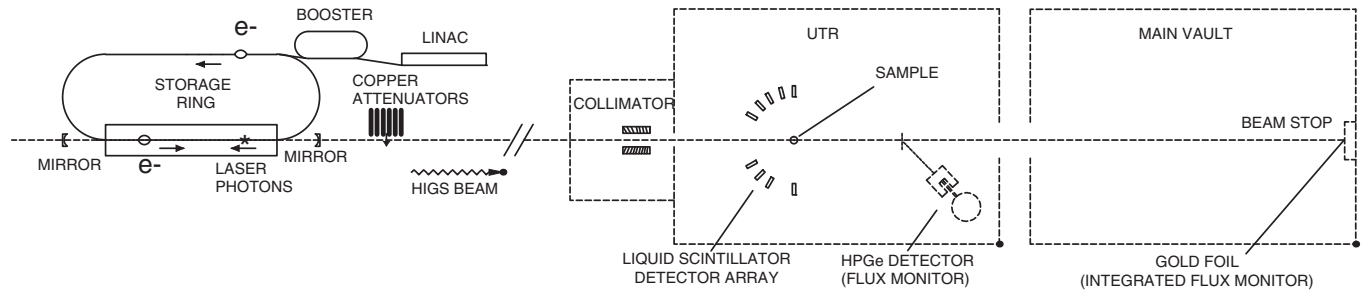 BOOSTER
e-
LINAC
STORAGE
RING
COPPER
ATTENUATORS
COLLIMATOR
UTR
SAMPLE
MAIN VAULT
BEAM STOP
MIRROR
e-
*
LASER
PHOTONS
MIRROR
HIGS BEAM
LIQUID SCINTILLATOR
DETECTOR ARRAY
HPGe DETECTOR
(FLUX MONITOR)
GOLD FOIL
(INTEGRATED FLUX MONITOR)